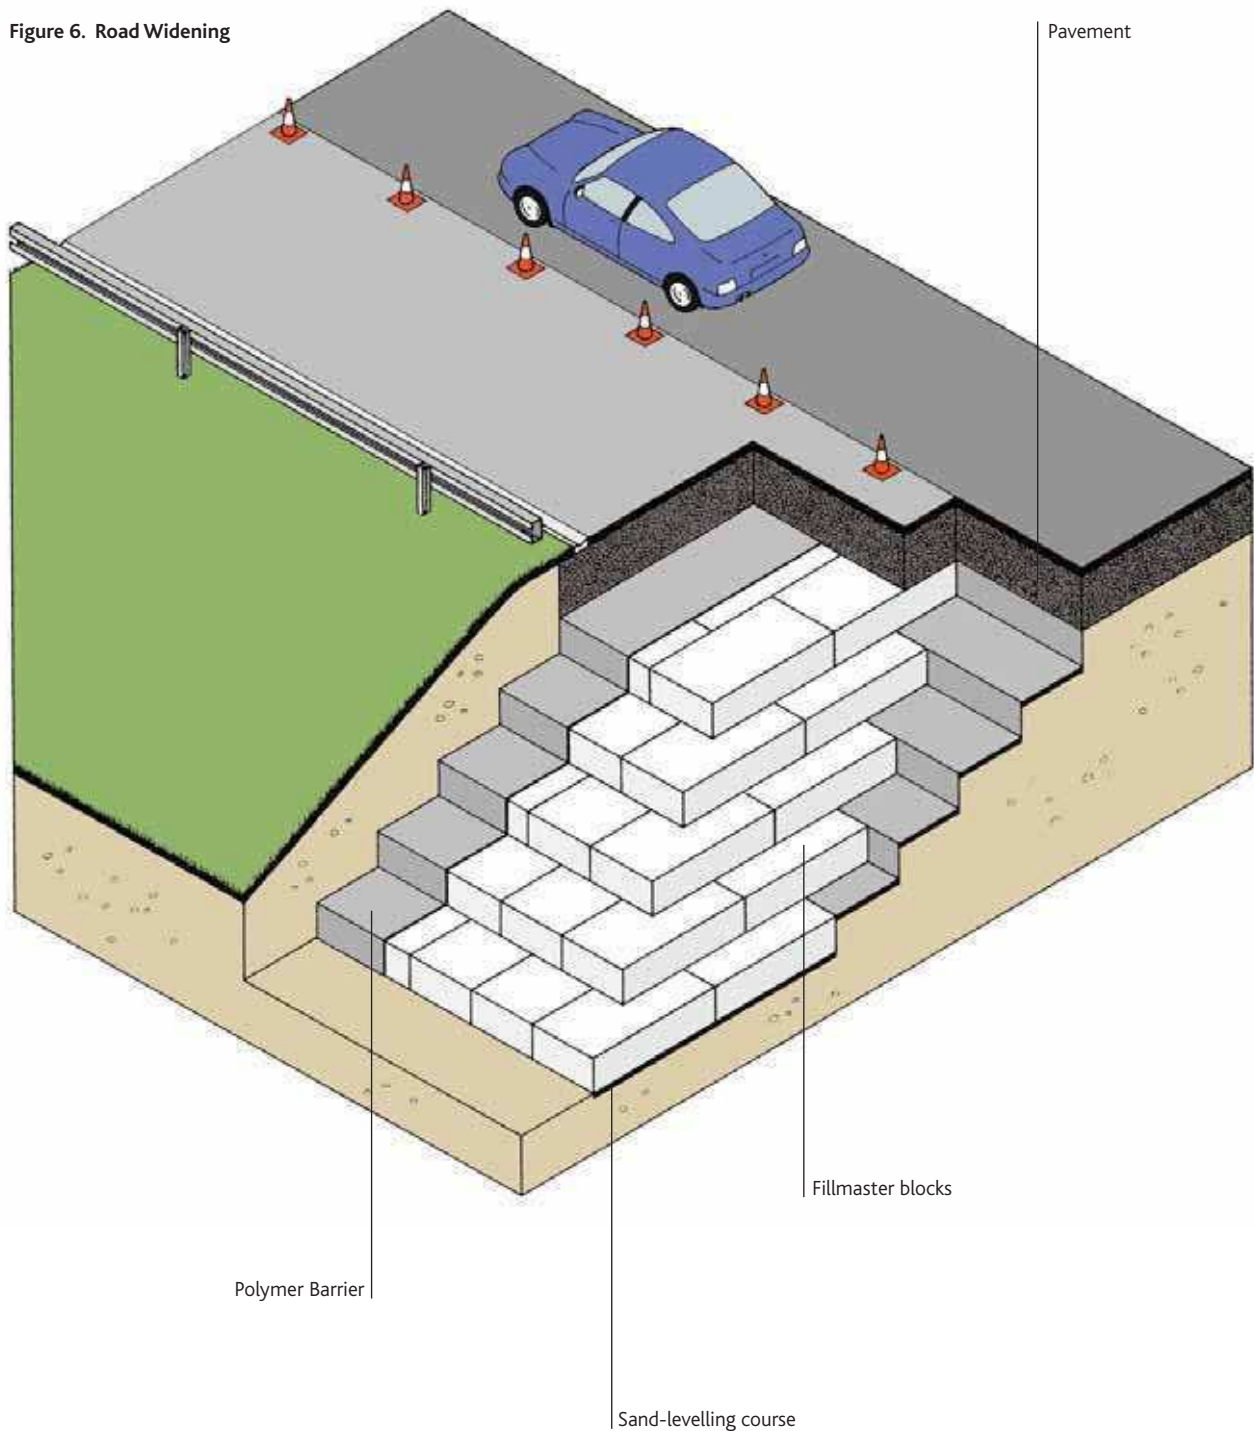 Figure 6. Road Widening
Pavement
Fillmaster blocks
Polymer Barrier
Sand-levelling course